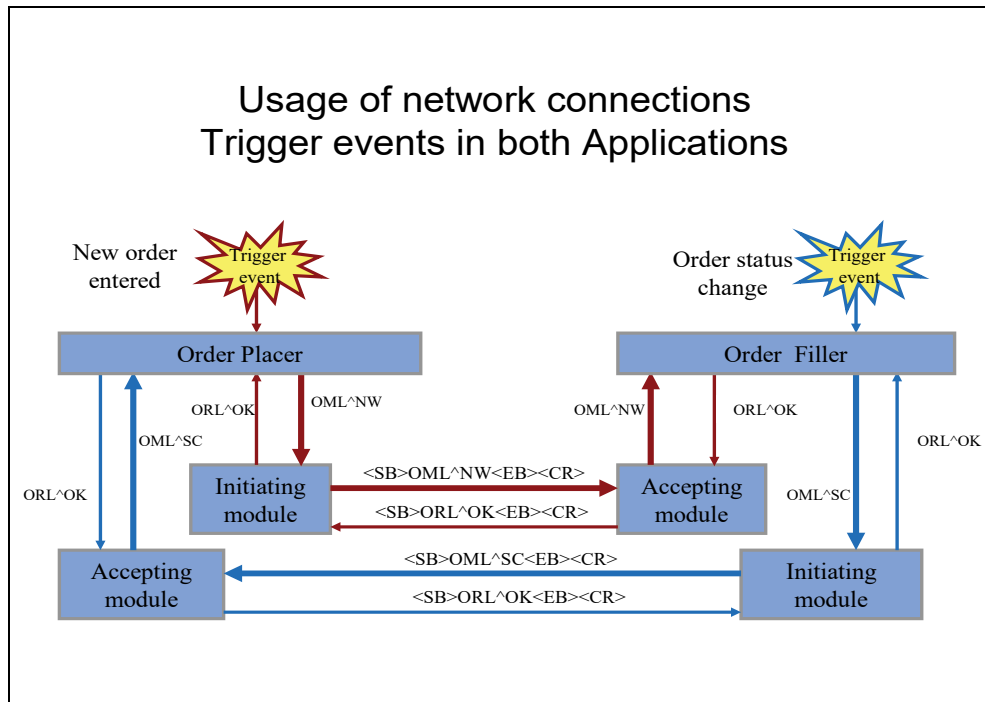 Usage of network connections
Trigger events in both Applications
New order
entered
Trigger
event
Order status
change
Trigger
event
Order Placer
Order Filler
ORL^OK
OML^SC
ORL^OK
OML^NW
OML^NW
ORL^OK
OML^SC
ORL^OK
Initiating
module
<SB>OML^NW<EB><CR>
<SB>ORL^OK<EB><CR>
Accepting
module
Accepting
module
<SB>OML^SC<EB><CR>
<SB>ORL^OK<EB><CR>
Initiating
module